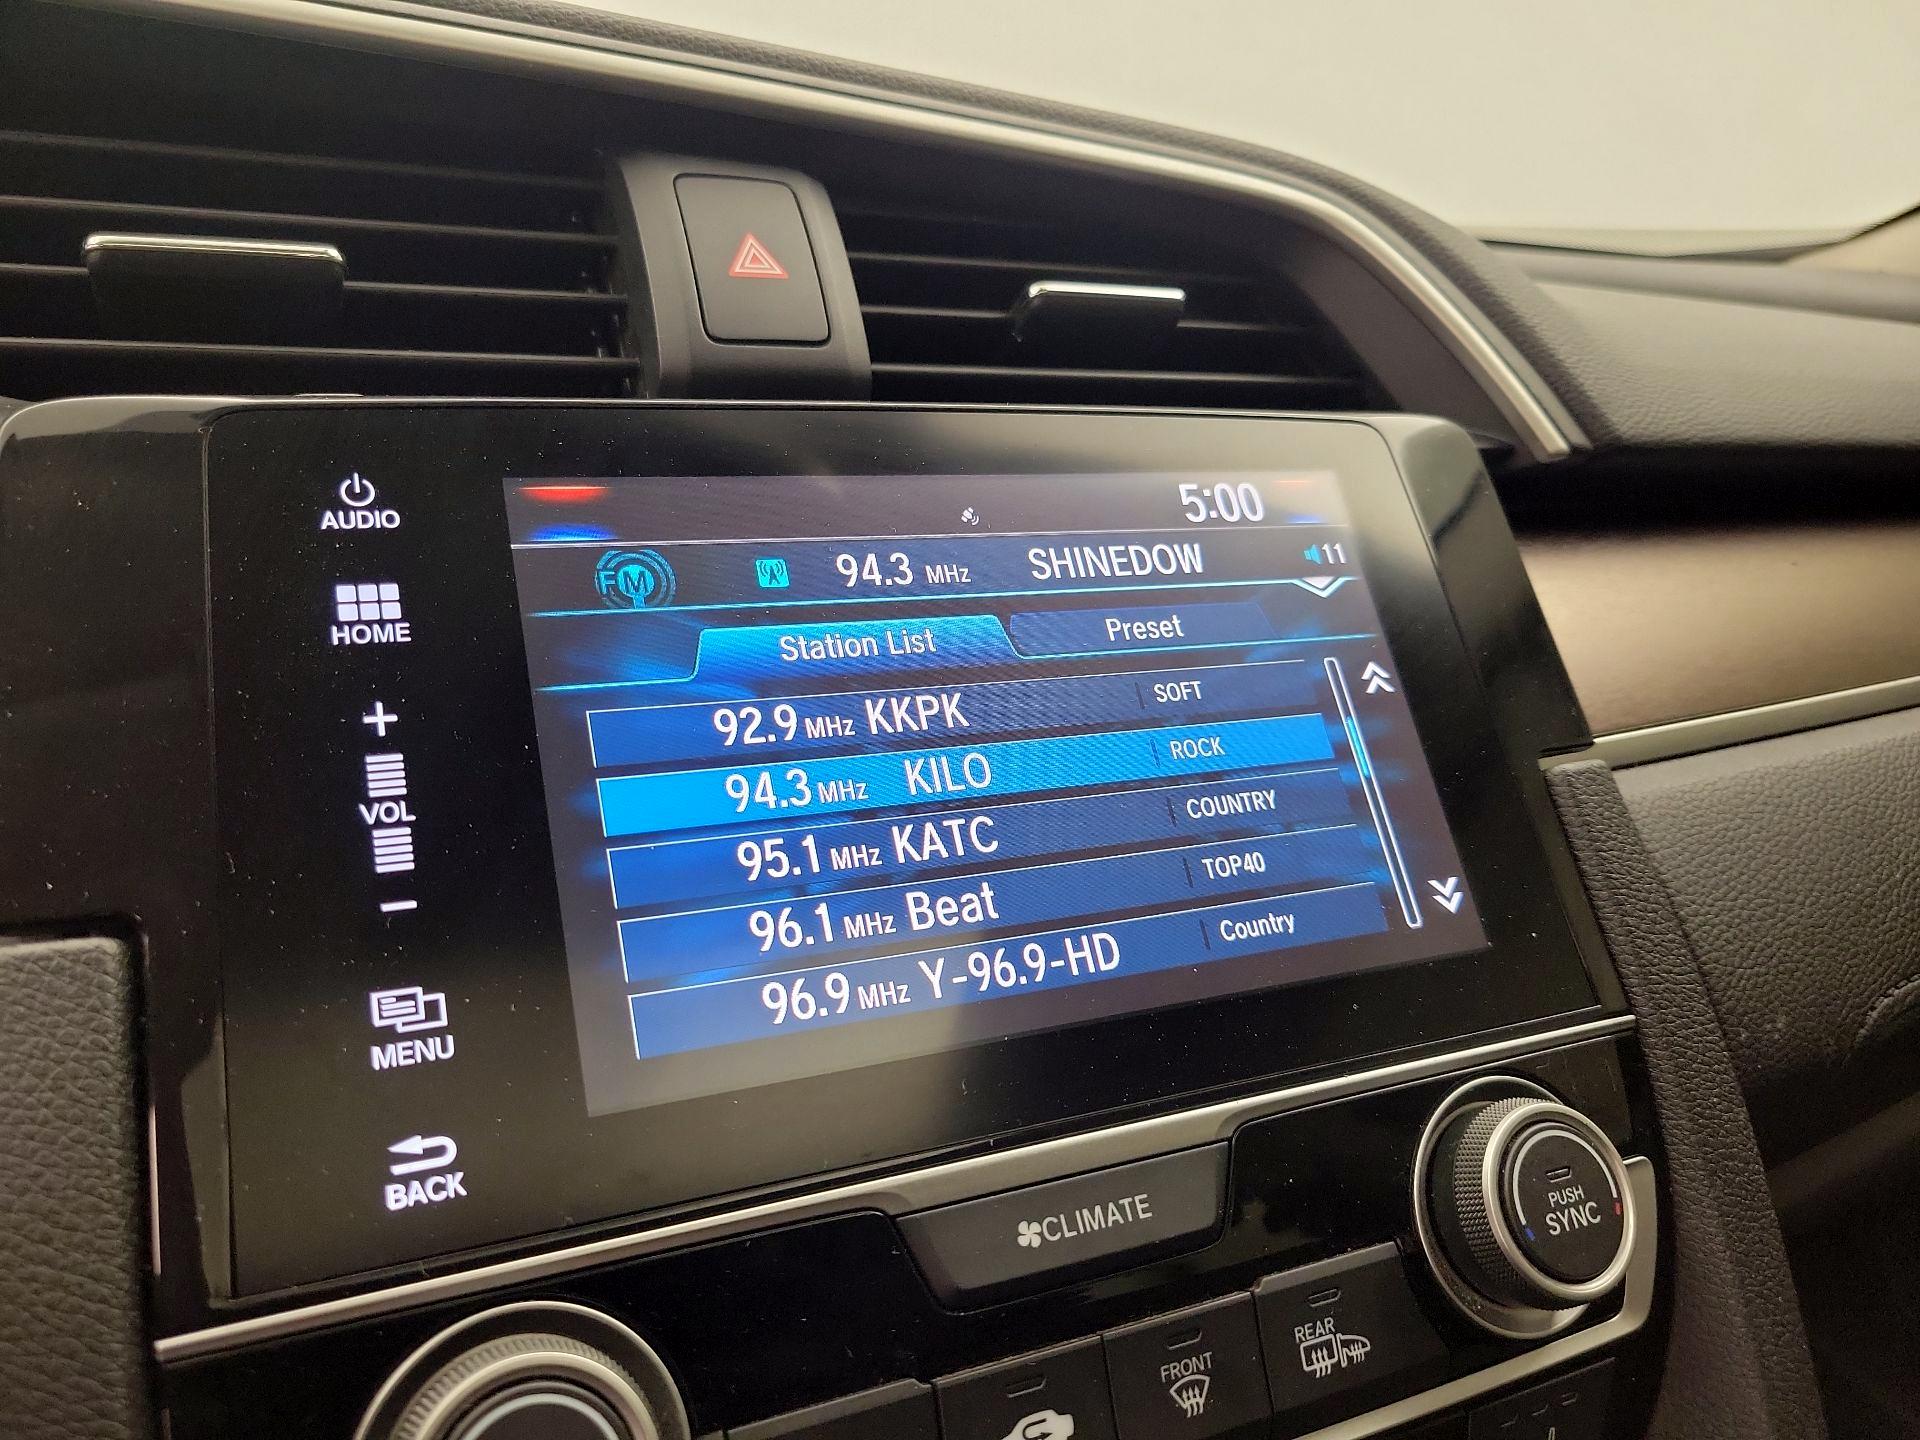 AUDIO
HOME
+
VOL
-
MENU
BACK
5:00
FM 94.3 MHz SHINEDOW 11
Station List Preset
92.9 MHz KKPK SOFT
94.3 MHz KILO ROCK
95.1 MHz KATC COUNTRY
96.1 MHz Beat TOP40
96.9 MHz Y-96.9-HD Country
CLIMATE
PUSH
SYNC
FRONT
REAR